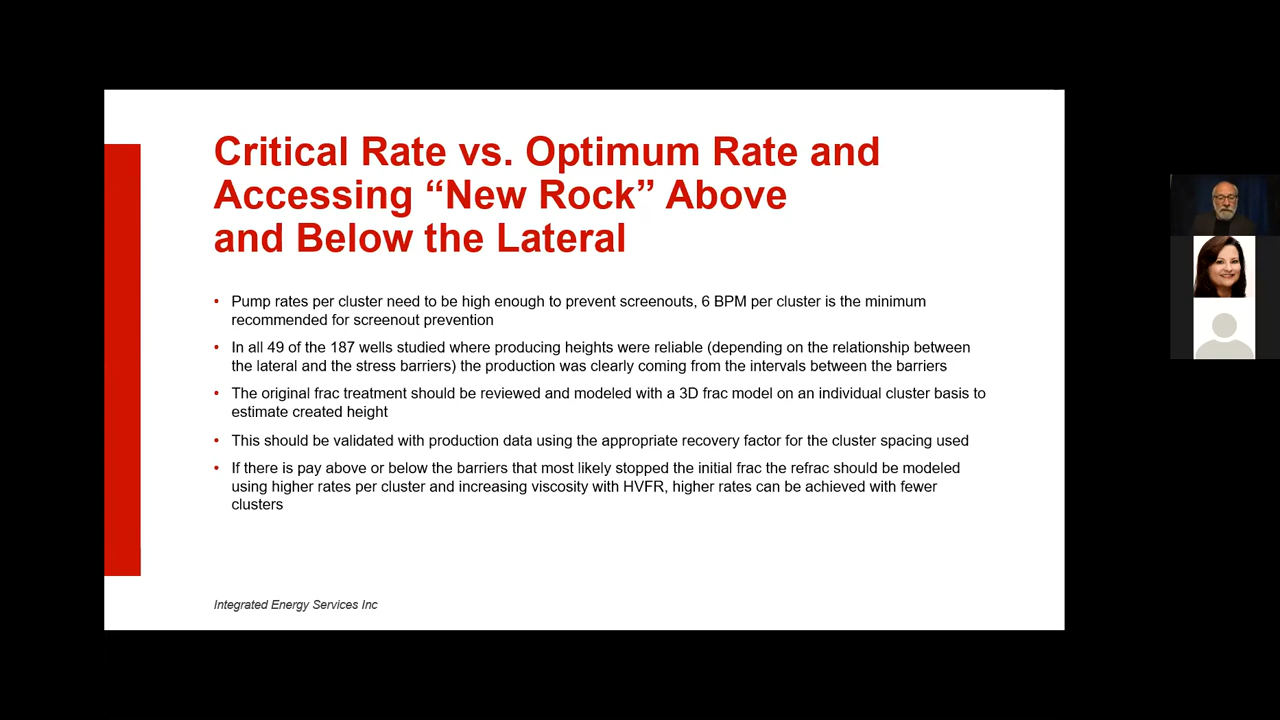 Critical Rate vs. Optimum Rate and
Accessing “New Rock” Above
and Below the Lateral
• Pump rates per cluster need to be high enough to prevent screenouts, 6 BPM per cluster is the minimum
recommended for screenout prevention
• In all 49 of the 187 wells studied where producing heights were reliable (depending on the relationship between
the lateral and the stress barriers) the production was clearly coming from the intervals between the barriers
• The original frac treatment should be reviewed and modeled with a 3D frac model on an individual cluster basis to
estimate created height
• This should be validated with production data using the appropriate recovery factor for the cluster spacing used
• If there is pay above or below the barriers that most likely stopped the initial frac the refrac should be modeled
using higher rates per cluster and increasing viscosity with HVFR, higher rates can be achieved with fewer
clusters
Integrated Energy Services Inc